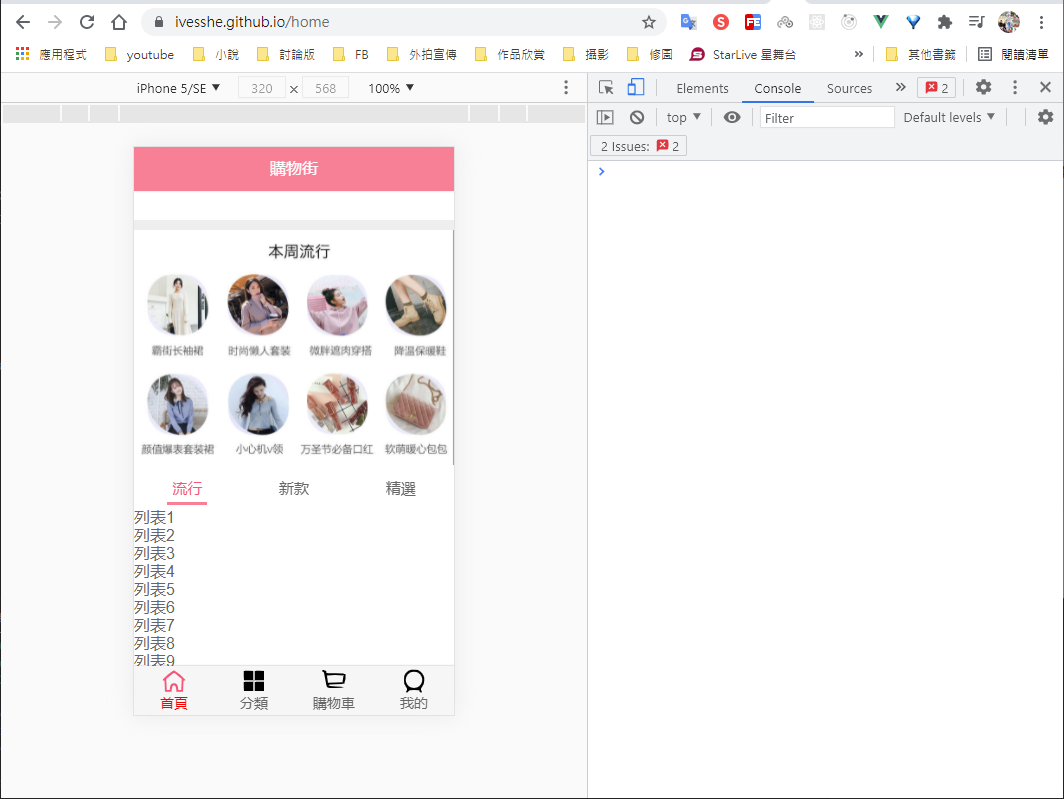 ivesshe.github.io/home
應用程式 youtube 小說 討論版 FB 外拍宣傳 作品欣賞 攝影 修圖 StarLive 星舞台 » 其他書籤 閱讀清單
iPhone 5/SE ▼ 320 × 568 100% ▼
Elements Console Sources » 2
top ▼ Filter Default levels ▼
2 Issues: 2
購物街
本周流行
霸街长袖裙 时尚懒人套装 微胖遮肉穿搭 降温保暖鞋
颜值爆表套装裙 小心机v领 万圣节必备口红 软萌暖心包包
流行 新款 精選
列表1
列表2
列表3
列表4
列表5
列表6
列表7
列表8
列表9
首頁 分類 購物車 我的